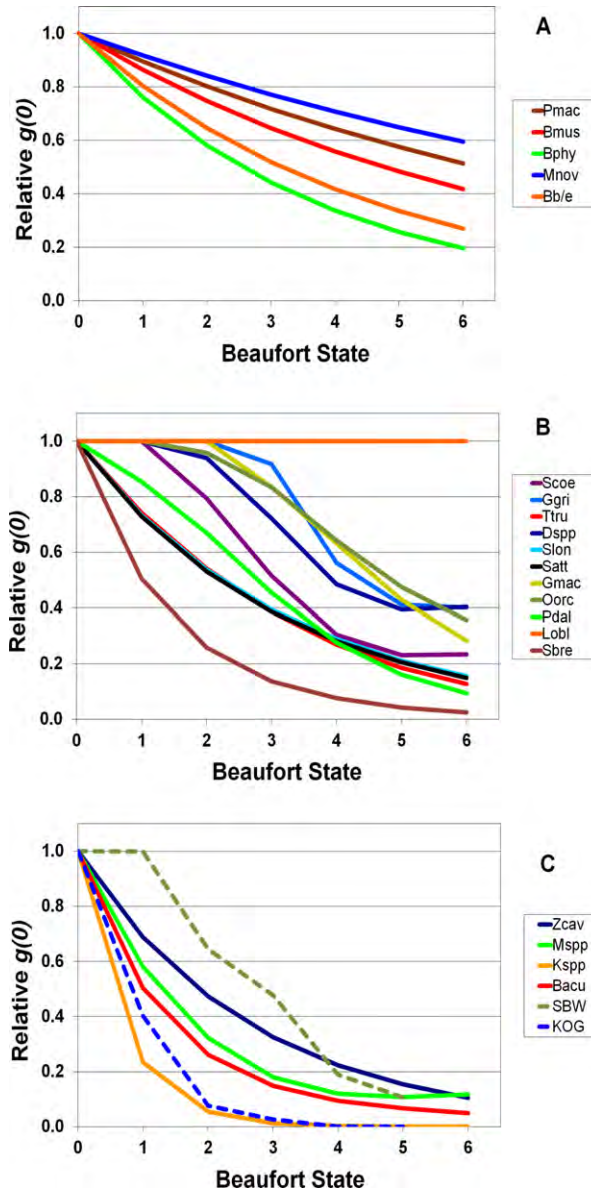 A
1.0
0.8
0.6
0.4
0.2
0.0
Relative g(0)
0 1 2 3 4 5 6
Beaufort State
Pmac
Bmus
Bphy
Mnov
Bb/e
B
1.0
0.8
0.6
0.4
0.2
0.0
Relative g(0)
0 1 2 3 4 5 6
Beaufort State
Scoe
Ggri
Ttru
Dspp
Slon
Satt
Gmac
Oorc
Pdal
Lobl
Sbre
C
1.0
0.8
0.6
0.4
0.2
0.0
Relative g(0)
0 1 2 3 4 5 6
Beaufort State
Zcav
Mspp
Kspp
Bacu
SBW
KOG